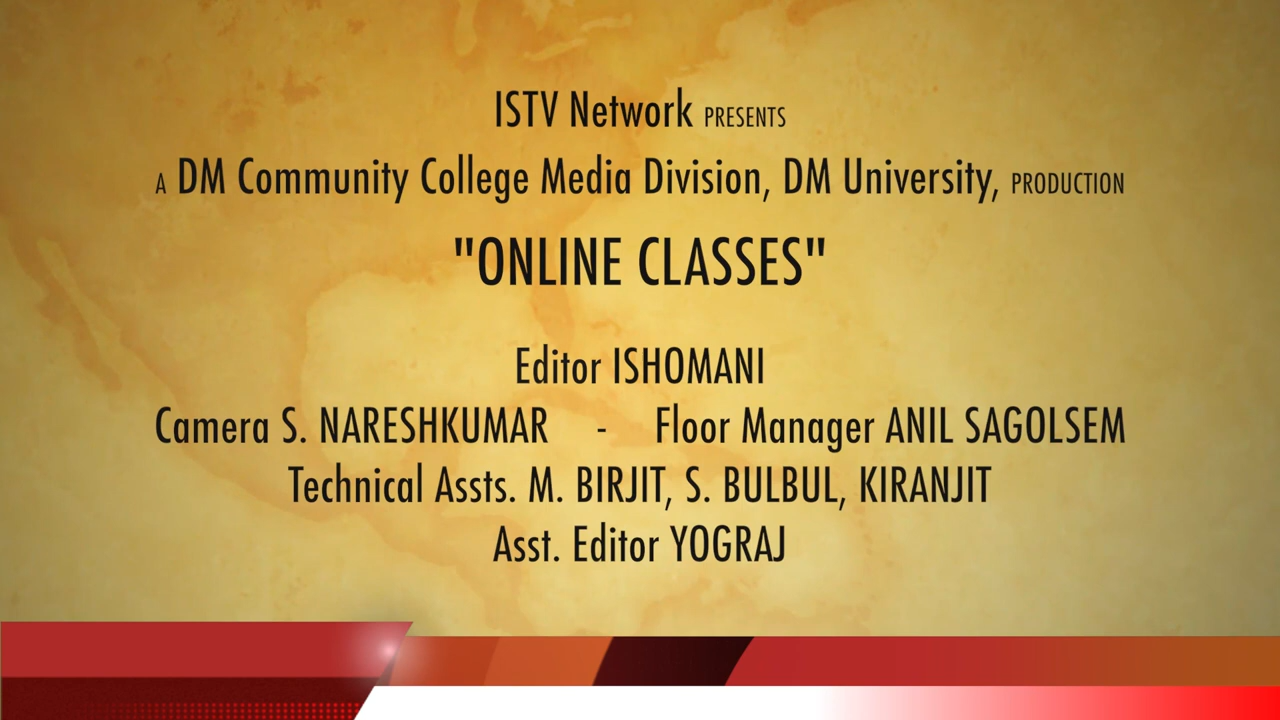 ISTV Network PRESENTS
A DM Community College Media Division, DM University, PRODUCTION
"ONLINE CLASSES"
Editor ISHOMANI
Camera S. NARESHKUMAR - Floor Manager ANIL SAGOLSEM
Technical Assts. M. BIRJIT, S. BULBUL, KIRANJIT
Asst. Editor YOGRAJ